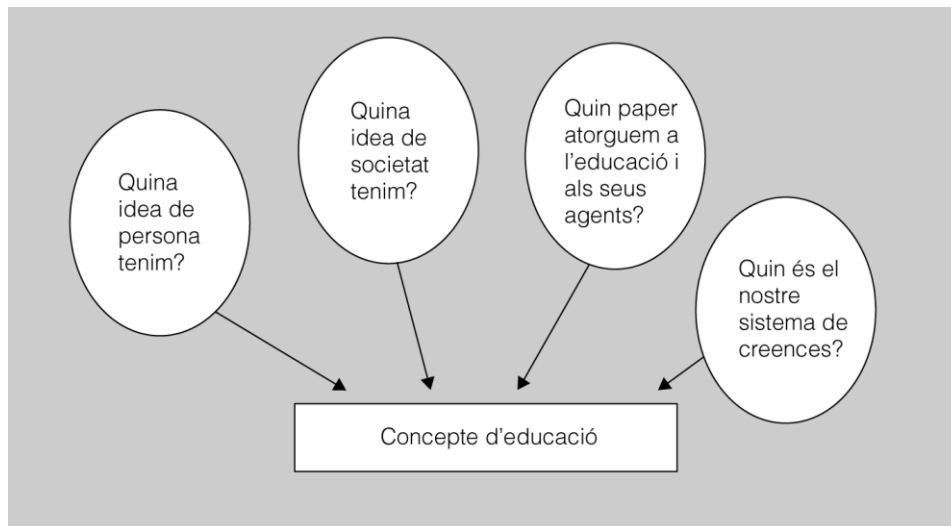 Quina
idea de
persona
tenim?
Quina
idea de
societat
tenim?
Quin paper
atorguem a
l’educació i
als seus
agents?
Quin és el
nostre
sistema de
creences?
Concepte d’educació